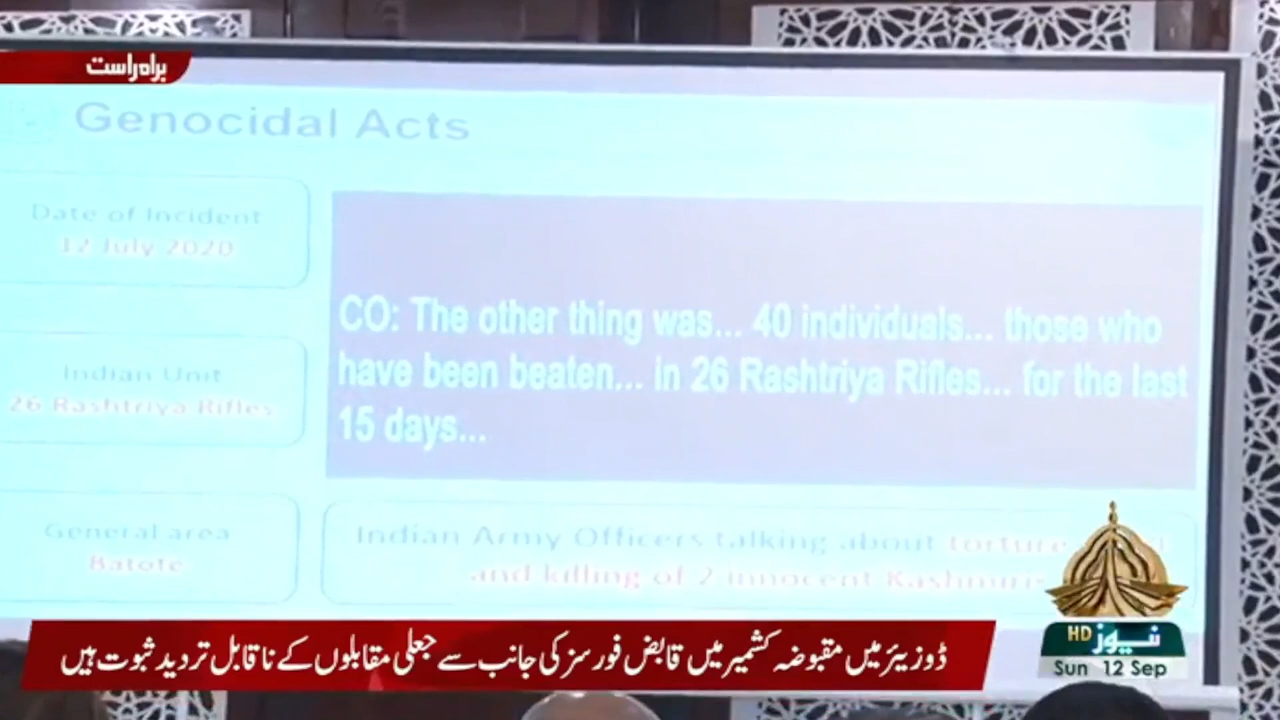 براہ راست
Genocidal Acts
Date of Incident
12 July 2020
Indian Unit
26 Rashtriya Rifles
General area
Batote
CO: The other thing was... 40 individuals... those who
have been beaten... in 26 Rashtriya Rifles... for the last
15 days...
Indian Army Officers talking about torture
and killing of 2 innocent Kashmiris
نیوز HD
Sun 12 Sep
ڈوزیئر میں مقبوضہ کشمیر میں قابض فورسز کی جانب سے جعلی مقابلوں کے ناقابل تردید ثبوت ہیں